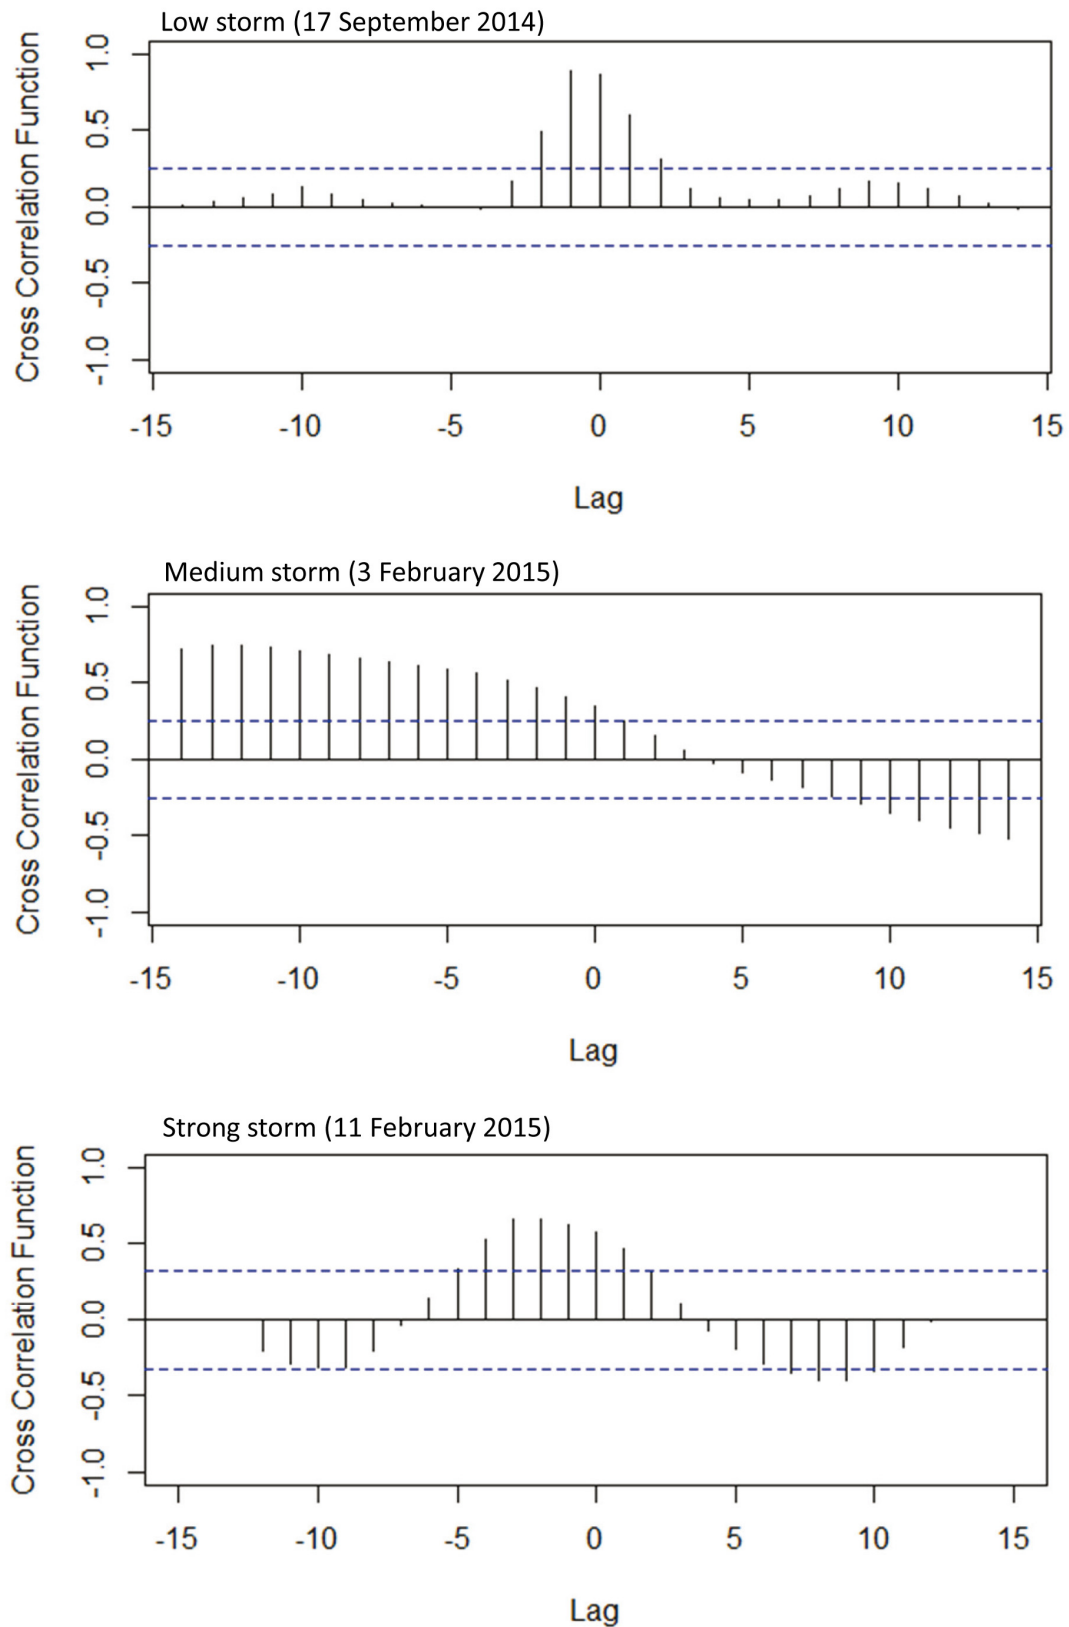 Low storm (17 September 2014)
Cross Correlation Function
1.0
0.5
0.0
-0.5
-1.0
-15 -10 -5 0 5 10 15
Lag
Medium storm (3 February 2015)
Cross Correlation Function
1.0
0.5
0.0
-0.5
-1.0
-15 -10 -5 0 5 10 15
Lag
Strong storm (11 February 2015)
Cross Correlation Function
1.0
0.5
0.0
-0.5
-1.0
-15 -10 -5 0 5 10 15
Lag